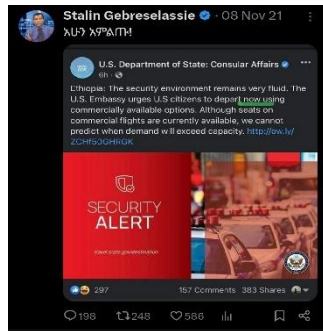 Stalin Gebreselassie · 08 Nov 21
አሁን አምልጡ!
U.S. Department of State: Consular Affairs
6h ·
Ethiopia: The security environment remains very fluid. The
U.S. Embassy urges U.S citizens to depart now using
commercially available options. Although seats on
commercial flights are currently available, we cannot
predict when demand will exceed capacity. http://ow.ly/
ZCHf50GHRGK
SECURITY
ALERT
297 157 Comments 383 Shares
198 248 586